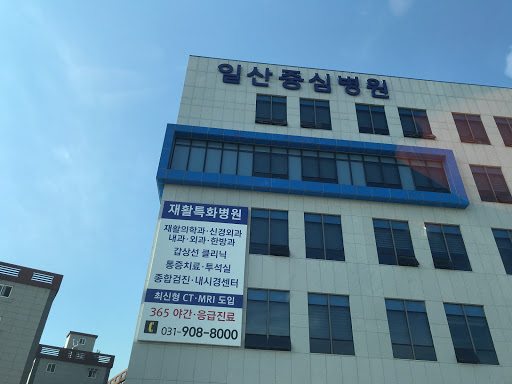 일산중심병원
재활특화병원
재활의학과·신경외과
내과·외과·한방과
갑상선 클리닉
통증치료·투석실
종합검진·내시경센터
최신형 CT·MRI 도입
365 야간·응급진료
031-908-8000